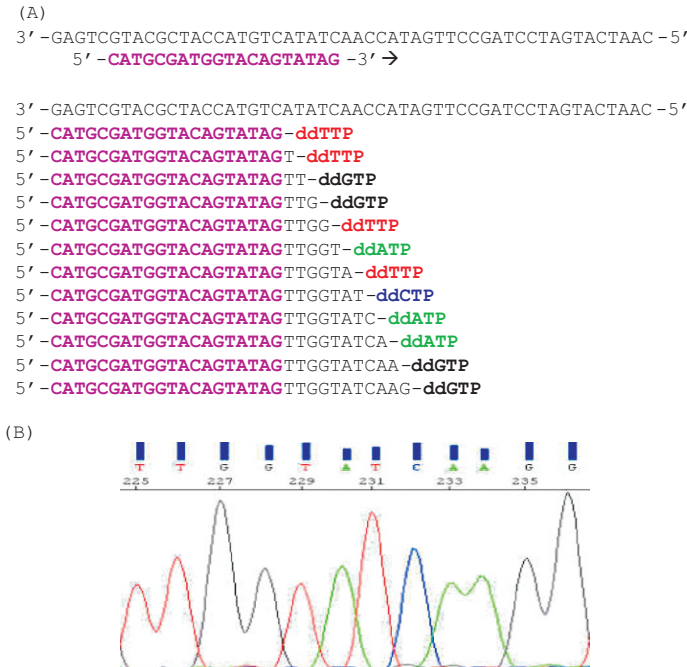 (A)
3’-GAGTCGTACGCTACCATGTCATATCAACCATAGTTCCGATCCTAGTACTAAC-5’
5’-CATGCGATGGTACAGTATAG-3’→
3’-GAGTCGTACGCTACCATGTCATATCAACCATAGTTCCGATCCTAGTACTAAC-5’
5’-CATGCGATGGTACAGTATAG-ddTTP
5’-CATGCGATGGTACAGTATAGT-ddTTP
5’-CATGCGATGGTACAGTATAGTT-ddGTP
5’-CATGCGATGGTACAGTATAGTTG-ddGTP
5’-CATGCGATGGTACAGTATAGTTGG-ddTTP
5’-CATGCGATGGTACAGTATAGTTGGT-ddATP
5’-CATGCGATGGTACAGTATAGTTGGTA-ddTTP
5’-CATGCGATGGTACAGTATAGTTGGTAT-ddCTP
5’-CATGCGATGGTACAGTATAGTTGGTATC-ddATP
5’-CATGCGATGGTACAGTATAGTTGGTATCA-ddATP
5’-CATGCGATGGTACAGTATAGTTGGTATCAA-ddGTP
5’-CATGCGATGGTACAGTATAGTTGGTATCAAG-ddGTP
(B)
T T G G T A T C A A G G
225 227 229 231 233 235